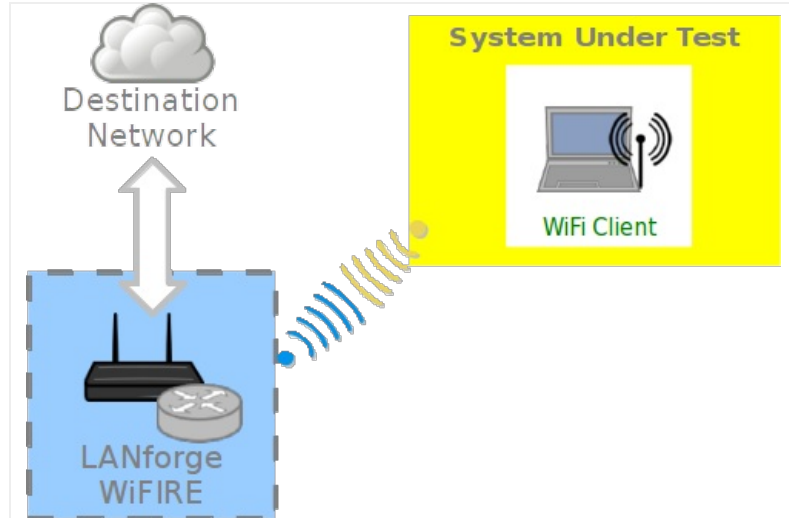 System Under Test
Destination
Network
WiFi Client
LANforge
WiFIRE